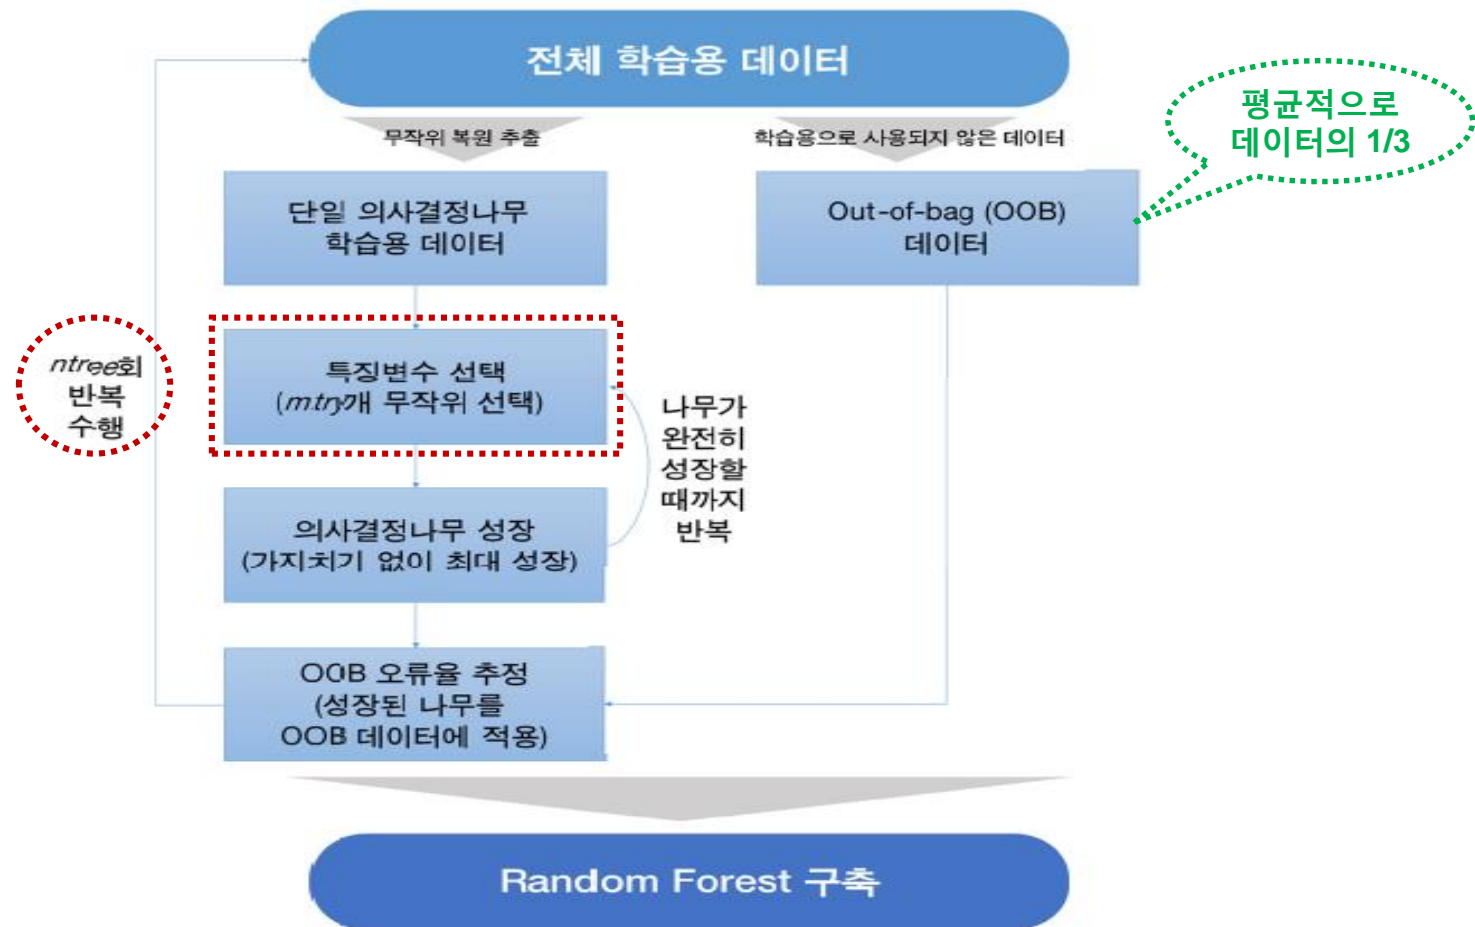 전체 학습용 데이터
평균적으로
데이터의 1/3
무작위 복원 추출
학습용으로 사용되지 않은 데이터
단일 의사결정나무
학습용 데이터
Out-of-bag (OOB)
데이터
ntree회
반복
수행
특징변수 선택
(mtry개 무작위 선택)
나무가
완전히
성장할
때까지
반복
의사결정나무 성장
(가지치기 없이 최대 성장)
OOB 오류율 추정
(성장된 나무를
OOB 데이터에 적용)
Random Forest 구축